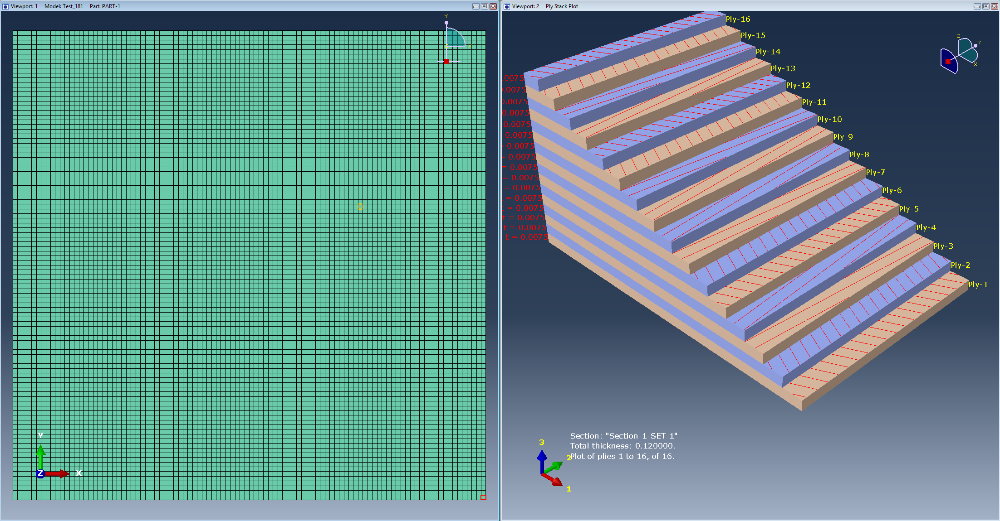 Viewport: 1 Model: Test_181 Part: PART-1
Y
X
Y
Z
X
Viewport: 2 Ply Stack Plot
Z
Y
X
Ply-16
Ply-15
Ply-14
Ply-13
Ply-12
Ply-11
Ply-10
Ply-9
Ply-8
Ply-7
Ply-6
Ply-5
Ply-4
Ply-3
Ply-2
Ply-1
.0075
.0075
0.0075
0.0075
0.0075
0.0075
= 0.0075
= 0.0075
= 0.0075
= 0.0075
= 0.0075
= 0.0075
t = 0.0075
t = 0.0075
t = 0.0075
t = 0.0075
Section: "Section-1-SET-1"
Total thickness: 0.120000.
Plot of plies 1 to 16, of 16.
3
2
1